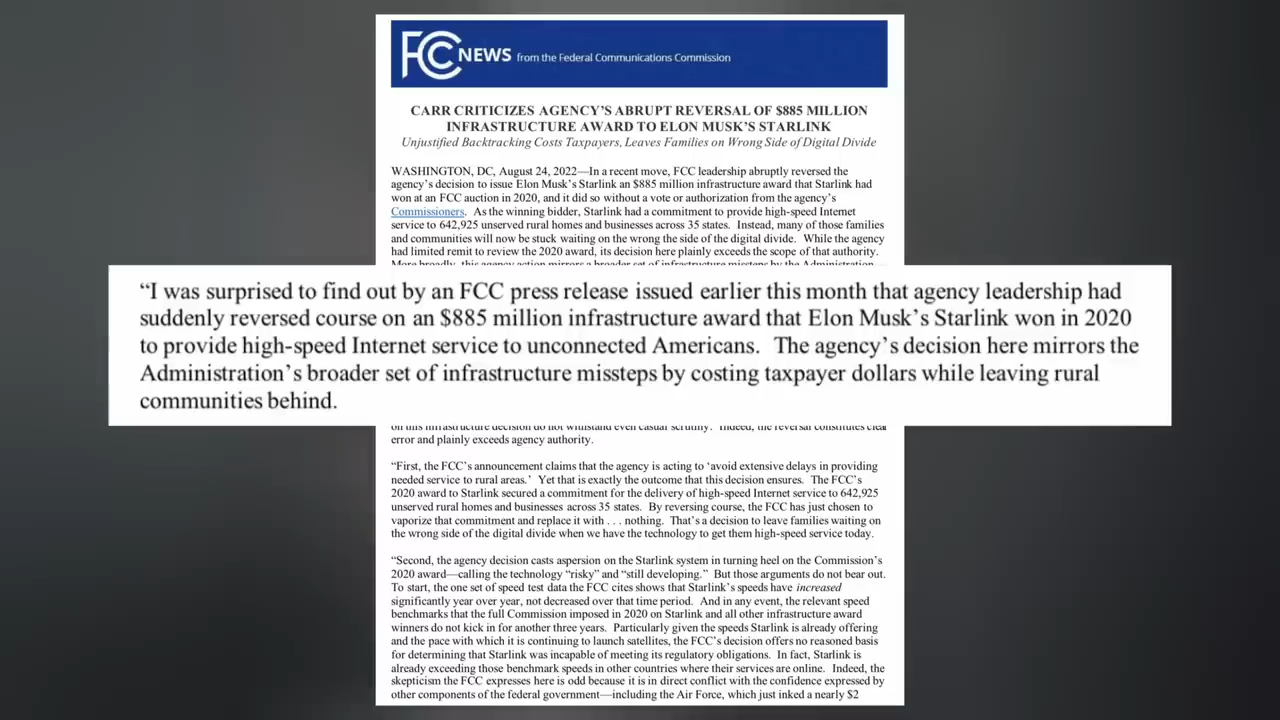 FCC NEWS from the Federal Communications Commission
CARR CRITICIZES AGENCY'S ABRUPT REVERSAL OF $885 MILLION
INFRASTRUCTURE AWARD TO ELON MUSK'S STARLINK
Unjustified Backtracking Costs Taxpayers, Leaves Families on Wrong Side of Digital Divide
WASHINGTON, DC, August 24, 2022—In a recent move, FCC leadership abruptly reversed the
agency's decision to issue Elon Musk's Starlink an $885 million infrastructure award that Starlink had
won at an FCC auction in 2020, and it did so without a vote or authorization from the agency's
Commissioners. As the winning bidder, Starlink had a commitment to provide high-speed Internet
service to 642,925 unserved rural homes and businesses across 35 states. Instead, many of those families
and communities will now be stuck waiting on the wrong the side of the digital divide. While the agency
had limited remit to review the 2020 award, its decision here plainly exceeds the scope of that authority.
More broadly, this agency action mirrors a broader set of infrastructure missteps by the Administration
“I was surprised to find out by an FCC press release issued earlier this month that agency leadership had
suddenly reversed course on an $885 million infrastructure award that Elon Musk's Starlink won in 2020
to provide high-speed Internet service to unconnected Americans. The agency's decision here mirrors the
Administration's broader set of infrastructure missteps by costing taxpayer dollars while leaving rural
communities behind.
on this infrastructure decision do not withstand even casual scrutiny. Indeed, the reversal constitutes clear
error and plainly exceeds agency authority.
“First, the FCC's announcement claims that the agency is acting to ‘avoid extensive delays in providing
needed service to rural areas.’ Yet that is exactly the outcome that this decision ensures. The FCC's
2020 award to Starlink secured a commitment for the delivery of high-speed Internet service to 642,925
unserved rural homes and businesses across 35 states. By reversing course, the FCC has just chosen to
vaporize that commitment and replace it with . . . nothing. That's a decision to leave families waiting on
the wrong side of the digital divide when we have the technology to get them high-speed service today.
“Second, the agency decision casts aspersion on the Starlink system in turning heel on the Commission's
2020 award—calling the technology “risky” and “still developing.” But those arguments do not bear out.
To start, the one set of speed test data the FCC cites shows that Starlink's speeds have increased
significantly year over year, not decreased over that time period. And in any event, the relevant speed
benchmarks that the full Commission imposed in 2020 on Starlink and all other infrastructure award
winners do not kick in for another three years. Particularly given the speeds Starlink is already offering
and the pace with which it is continuing to launch satellites, the FCC's decision offers no reasoned basis
for determining that Starlink was incapable of meeting its regulatory obligations. In fact, Starlink is
already exceeding those benchmark speeds in other countries where their services are online. Indeed, the
skepticism the FCC expresses here is odd because it is in direct conflict with the confidence expressed by
other components of the federal government—including the Air Force, which just inked a nearly $2